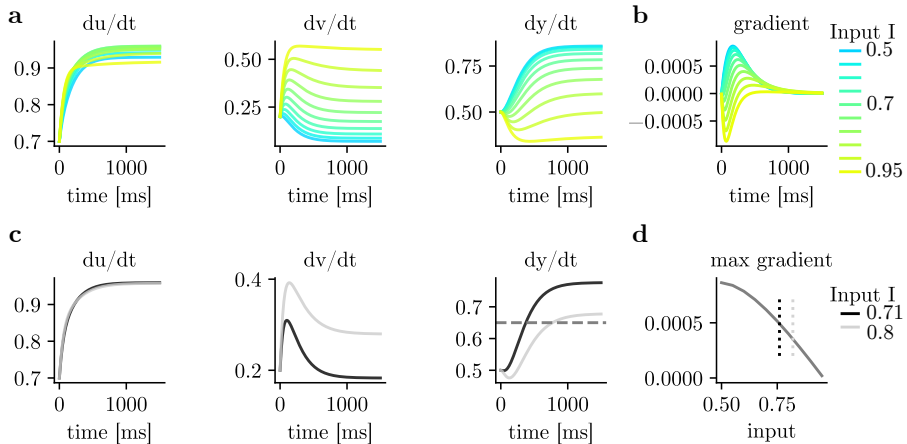 a
du/dt
0.9
0.8
0.7
0
1000
time [ms]
dv/dt
0.50
0.25
0
1000
time [ms]
dy/dt
0.75
0.50
0.25
0
1000
time [ms]
b
gradient
0.0005
0.0000
−0.0005
0
1000
time [ms]
Input I
0.5
0.7
0.95
c
du/dt
0.9
0.8
0.7
0
1000
time [ms]
dv/dt
0.4
0.2
0
1000
time [ms]
dy/dt
0.7
0.6
0.5
0
1000
time [ms]
d
max gradient
0.0005
0.0000
0.50
0.75
input
Input I
0.71
0.8